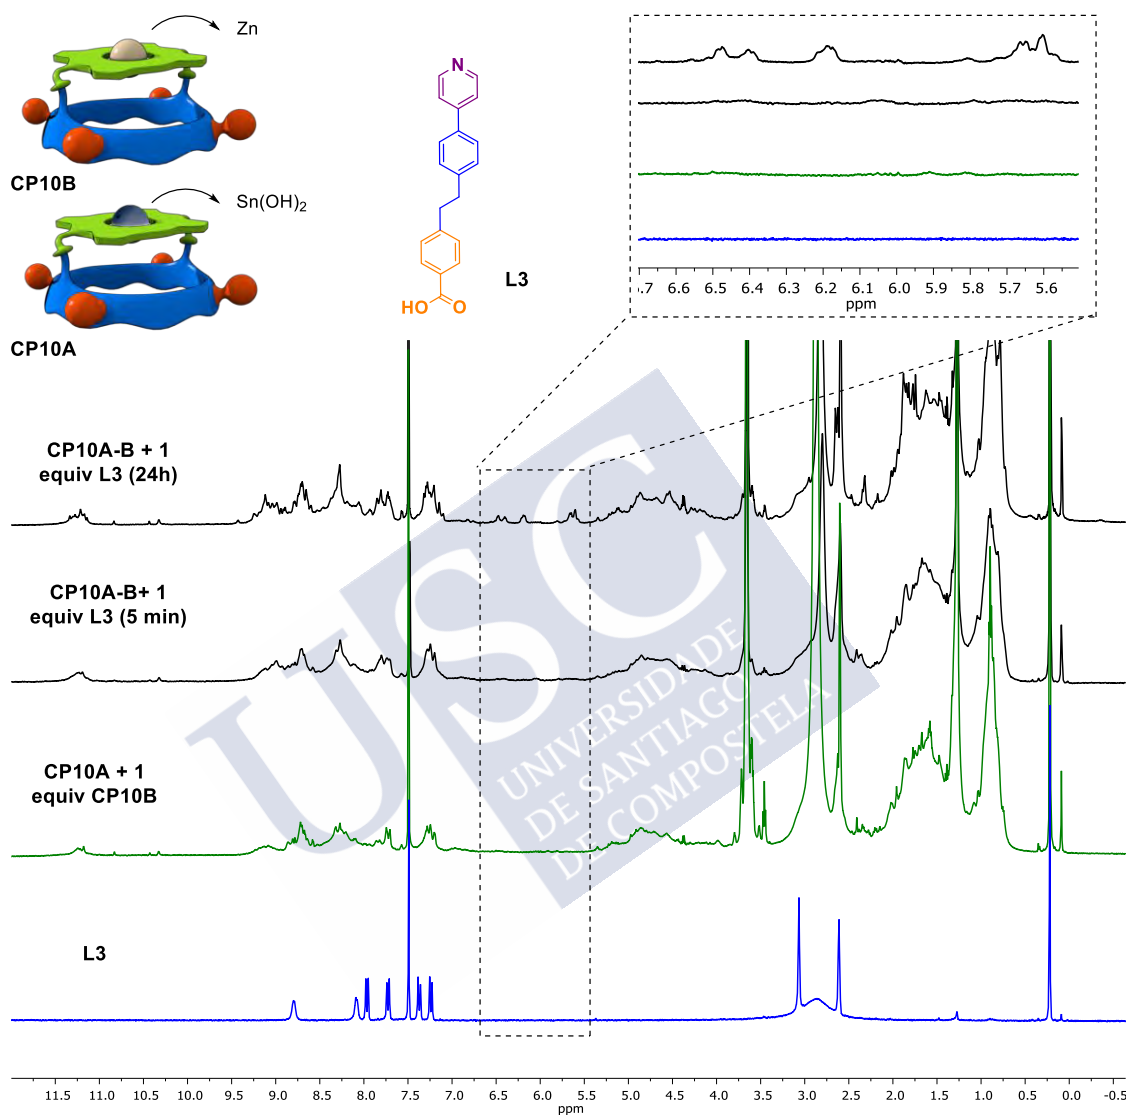 Zn
CP10B
Sn(OH)2
CP10A
N
HO
O
L3
.7 6.6 6.5 6.4 6.3 6.2 6.1 6.0 5.9 5.8 5.7 5.6
ppm
CP10A-B + 1
equiv L3 (24h)
CP10A-B+ 1
equiv L3 (5 min)
CP10A + 1
equiv CP10B
L3
USC
UNIVERSIDADE
DE SANTIAGO
DE COMPOSTELA
11.5 10.5 10.0 9.5 9.0 8.5 8.0 7.5 7.0 6.5 6.0 5.5 5.0 4.5 4.0 3.5 3.0 2.5 2.0 1.5 1.0 0.5 0.0 -0.5
ppm